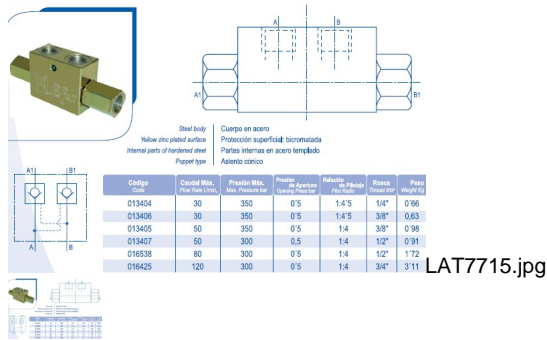 A
B
A1
B1
Steel body Cuerpo en acero
Yellow zinc plated surface Protección superficial: bicromatada
Internal parts of hardened steel Partes internas en acero templado
Poppet type Asiento cónico
A1 B1
A B
Código Caudal Máx. Presión Máx. Presión de Apertura Relación de Pilotaje Rosca Peso
Code Flow Rate L/min. Max. Pressure bar Opening Press bar Pilot Radio Thread BSP Weight Kg
013404 30 350 0´5 1:4´5 1/4" 0´66
013406 30 350 0´5 1:4´5 3/8" 0,63
013405 50 350 0´5 1:4 3/8" 0´98
013407 50 300 0,5 1:4 1/2" 0´91
016538 80 300 0´5 1:4 1/2" 1´72
016425 120 300 0´5 1:4 3/4" 3´11
LAT7715.jpg